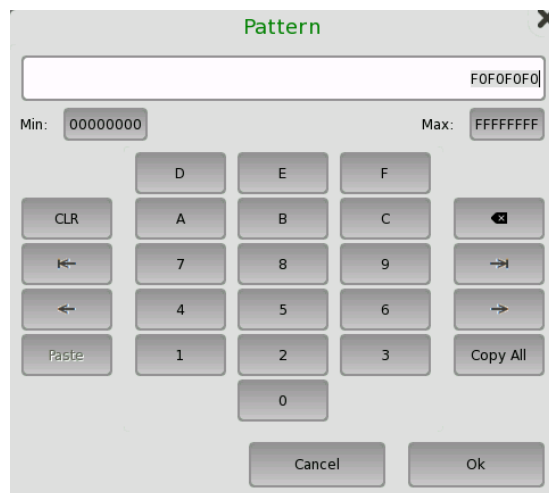 Pattern
F0F0F0F0
Min: 00000000 Max: FFFFFFFF
D E F
CLR A B C
7 8 9
4 5 6
Paste 1 2 3 Copy All
0
Cancel Ok